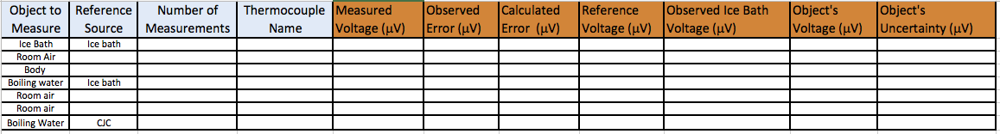 Object to Measure | Reference Source | Number of Measurements | Thermocouple Name | Measured Voltage (µV) | Observed Error (µV) | Calculated Error (µV) | Reference Voltage (µV) | Observed Ice Bath Voltage (µV) | Object's Voltage (µV) | Object's Uncertainty (µV)
Ice Bath | Ice bath
Room Air
Body
Boiling water | Ice bath
Room air
Room air
Boiling Water | CJC